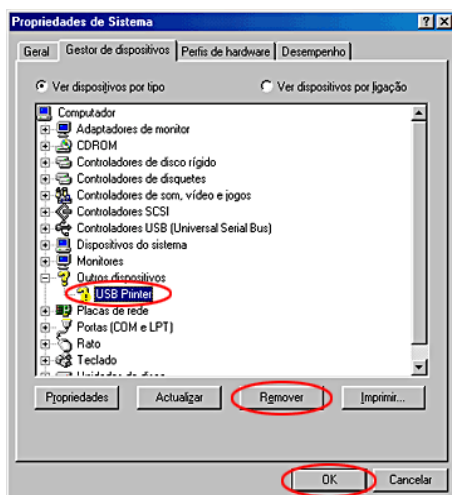 Propriedades de Sistema
Geral Gestor de dispositivos Perfis de hardware Desempenho
Ver dispositivos por tipo Ver dispositivos por ligação
Computador
Adaptadores de monitor
CDROM
Controladores de disco rígido
Controladores de disquetes
Controladores de som, vídeo e jogos
Controladores SCSI
Controladores USB (Universal Serial Bus)
Dispositivos do sistema
Monitores
Outros dispositivos
USB Printer
Placas de rede
Portas (COM e LPT)
Rato
Teclado
Propriedades Actualizar Remover Imprimir...
OK Cancelar